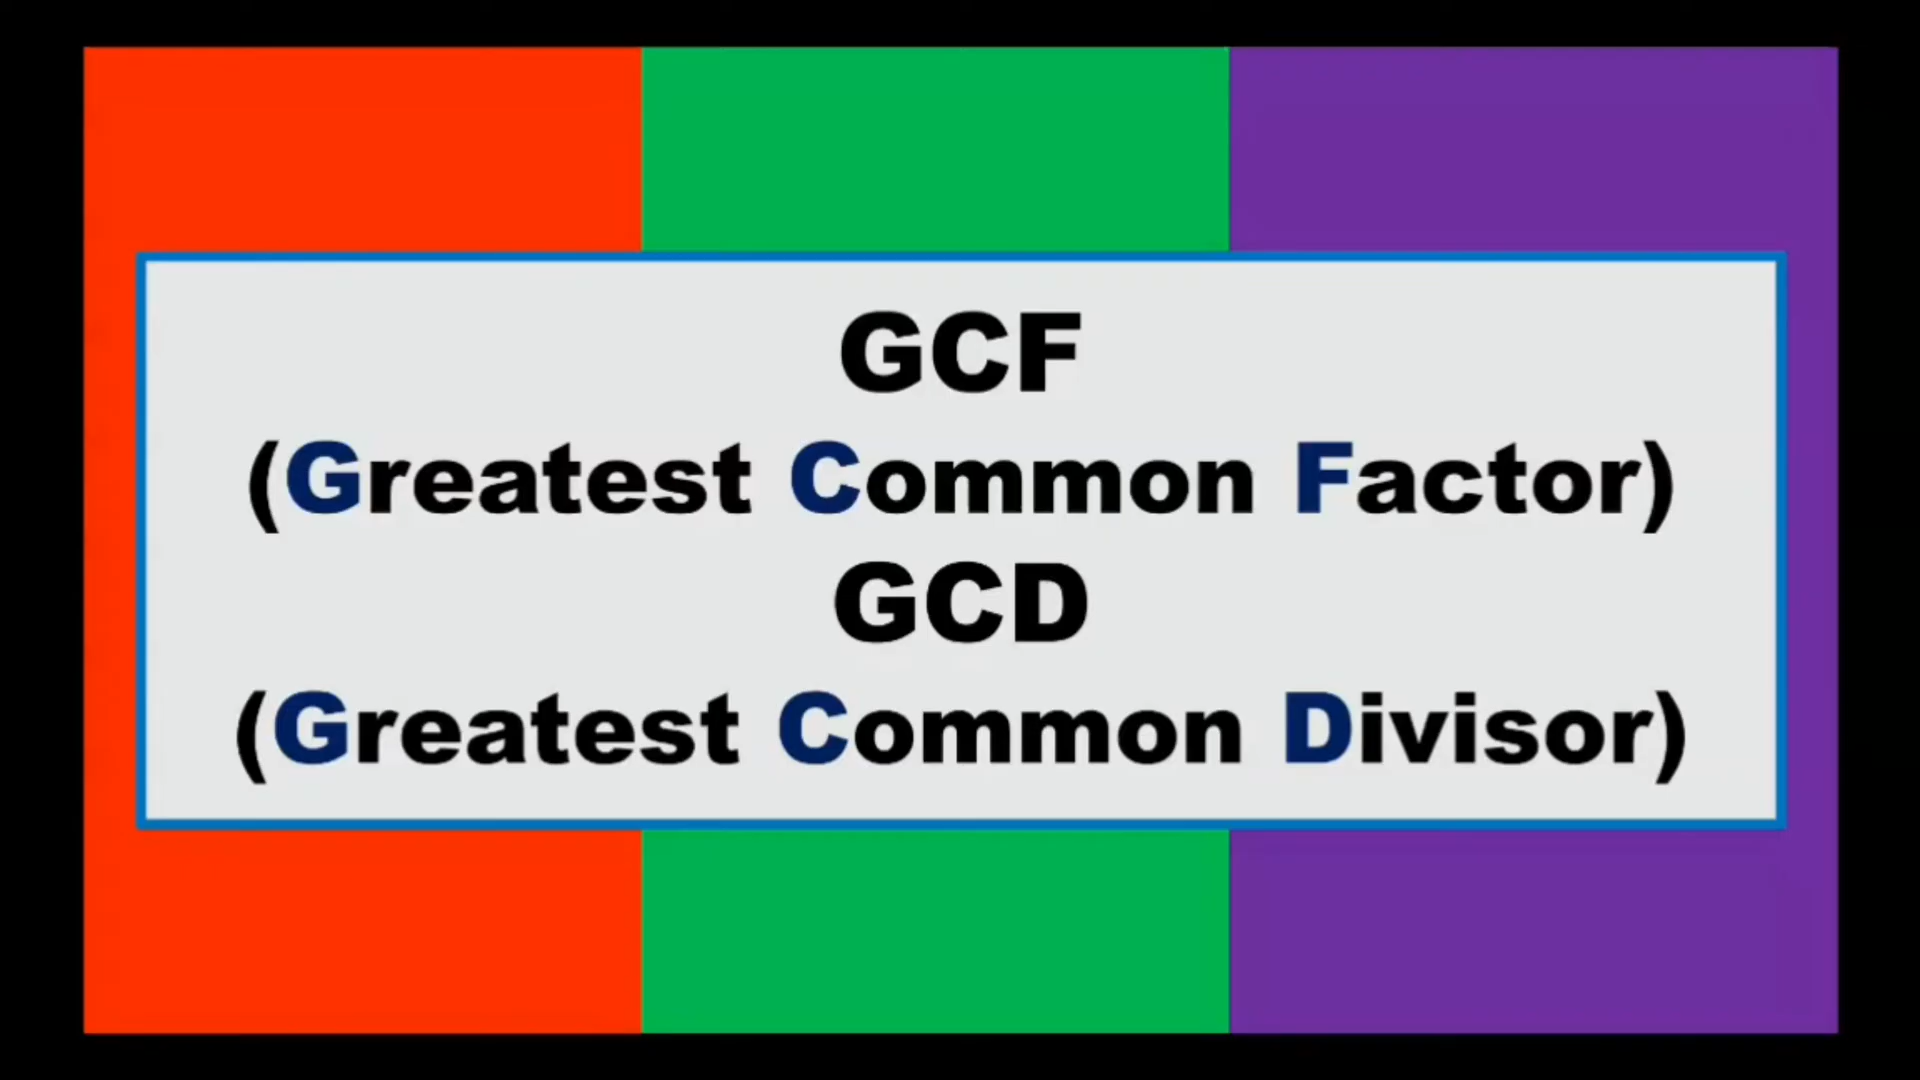 GCF
(Greatest Common Factor)
GCD
(Greatest Common Divisor)